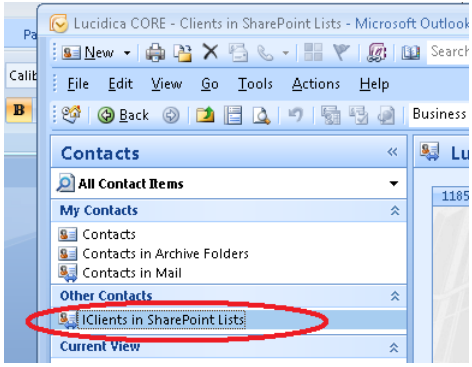 Pa
Lucidica CORE - Clients in SharePoint Lists - Microsoft Outlook
New
Search
Calib
File Edit View Go Tools Actions Help
B
Back
Business
Contacts
Lu
All Contact Items
1185
My Contacts
Contacts
Contacts in Archive Folders
Contacts in Mail
Other Contacts
IClients in SharePoint Lists
Current View